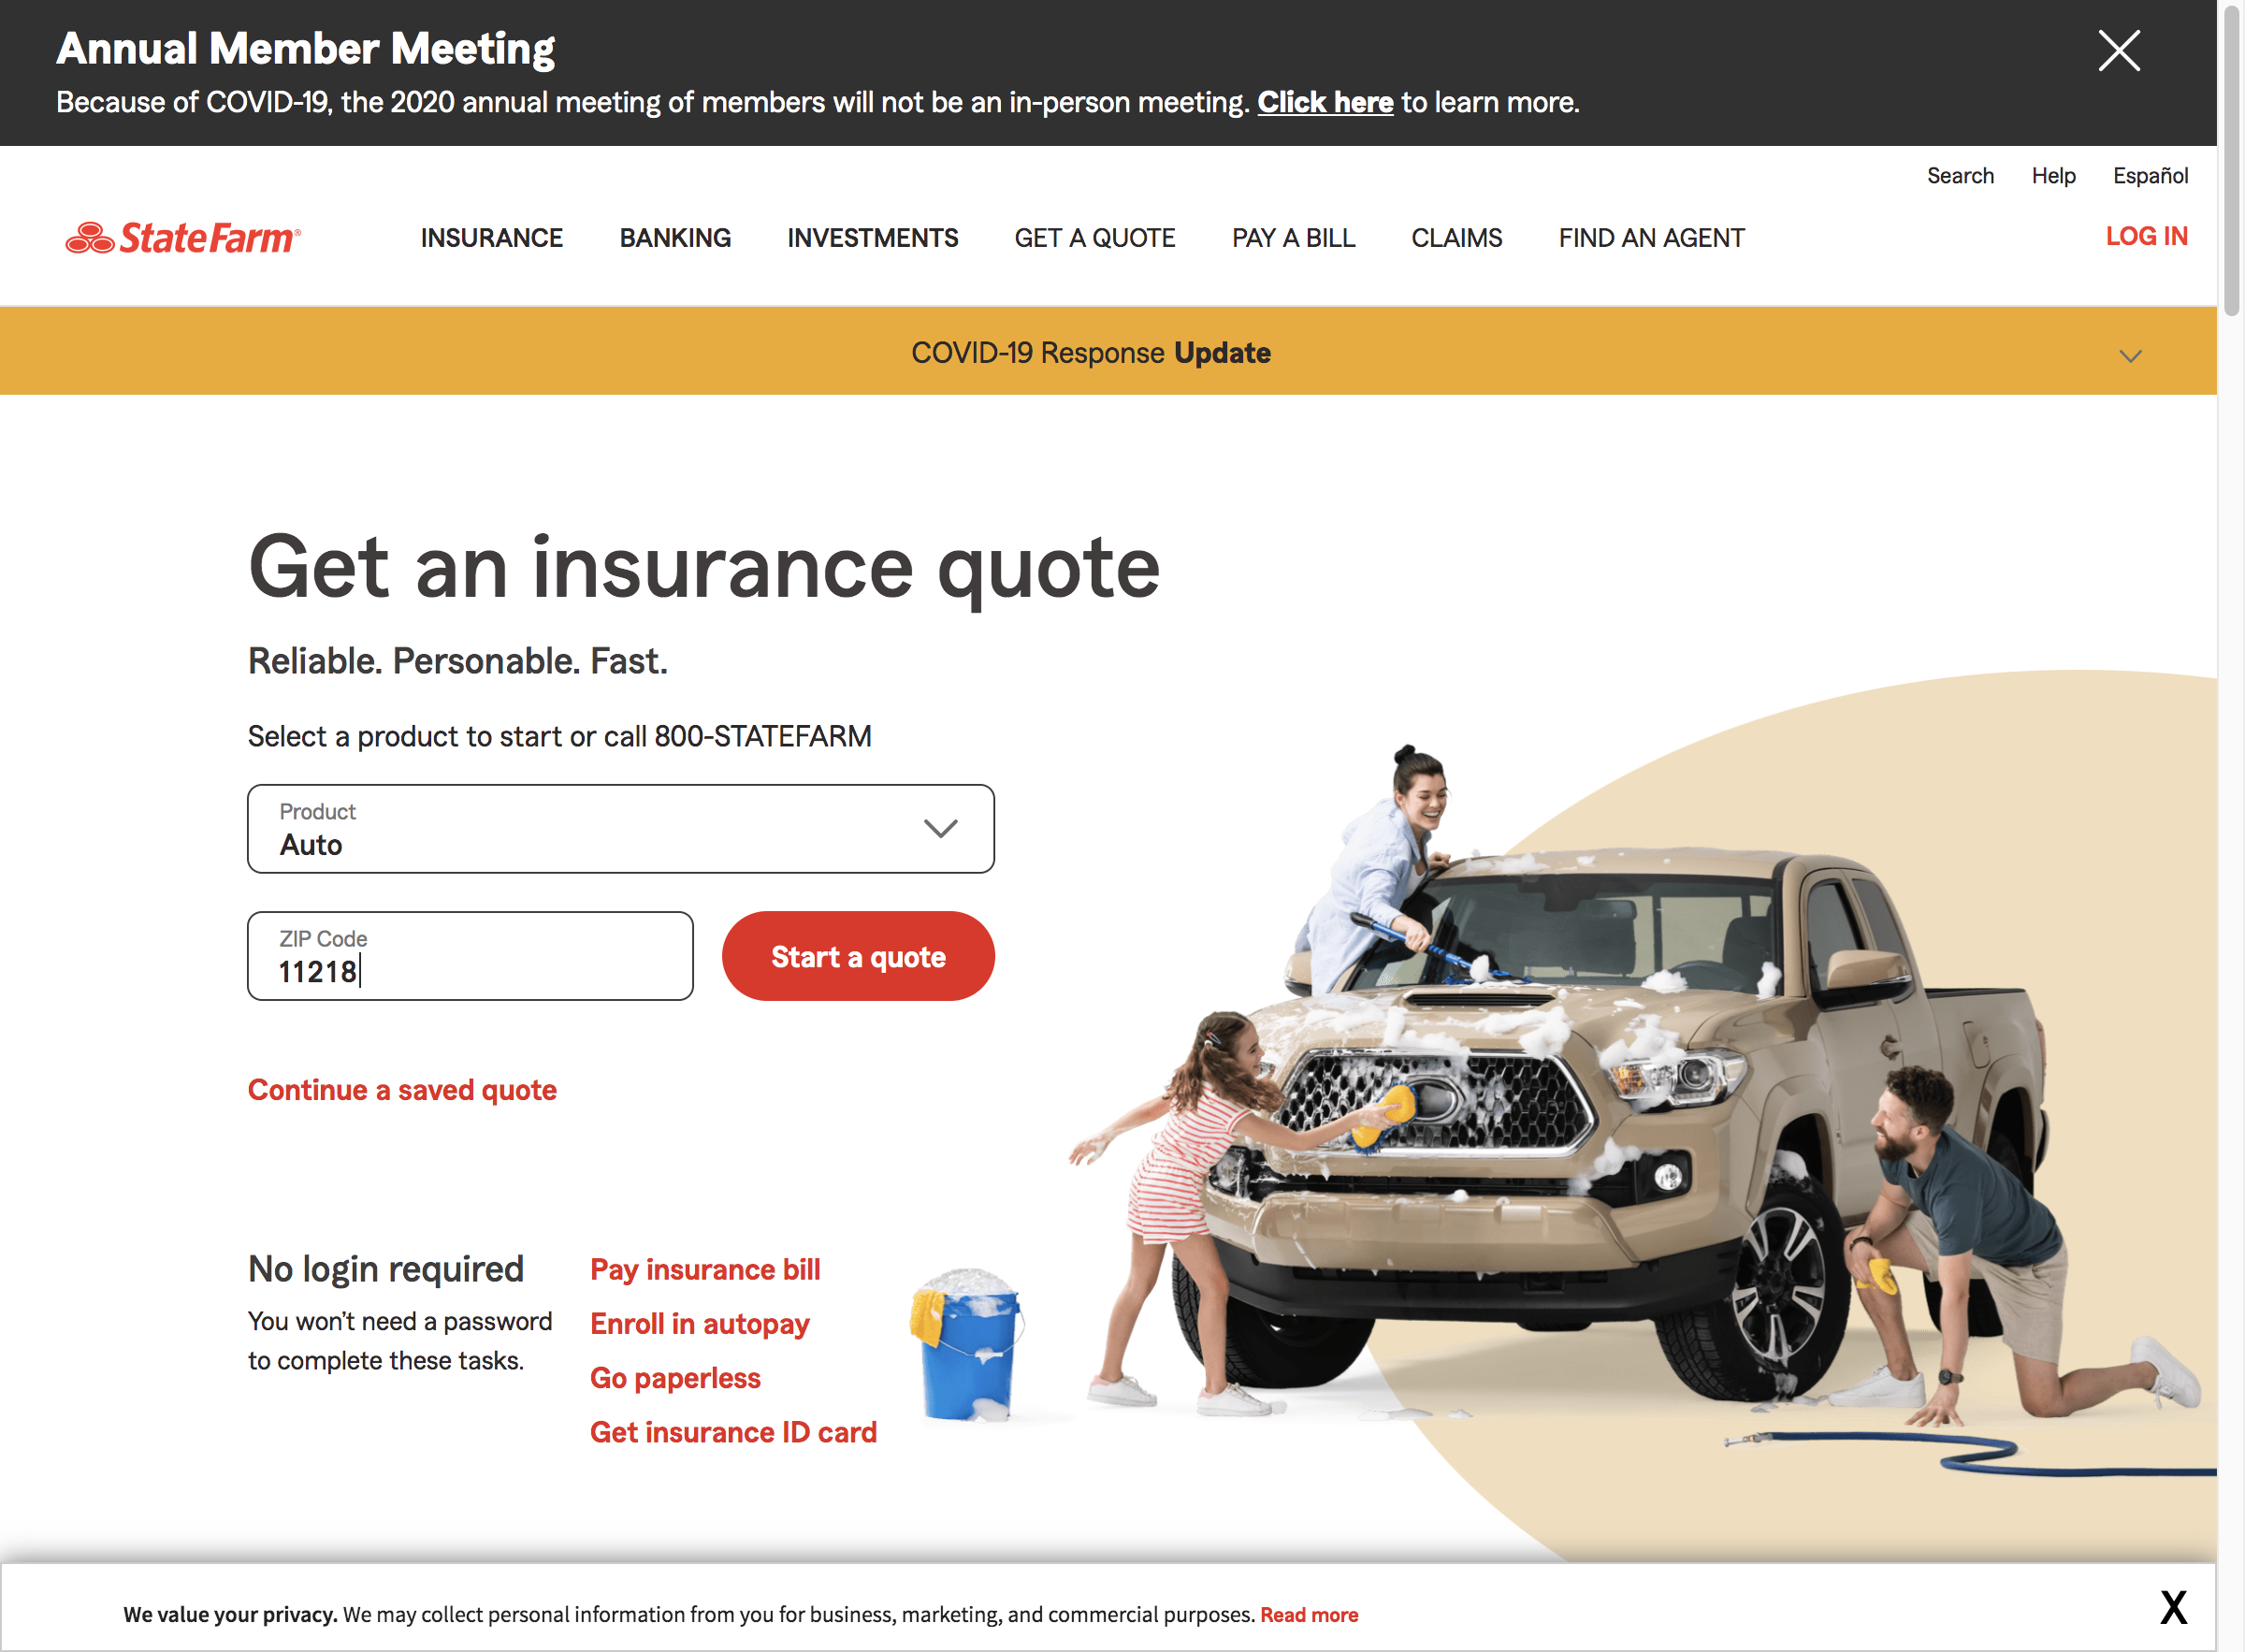 Annual Member Meeting
Because of COVID-19, the 2020 annual meeting of members will not be an in-person meeting. Click here to learn more.
Search Help Español
State Farm® INSURANCE BANKING INVESTMENTS GET A QUOTE PAY A BILL CLAIMS FIND AN AGENT LOG IN
COVID-19 Response Update
Get an insurance quote
Reliable. Personable. Fast.
Select a product to start or call 800-STATEFARM
Product
Auto
ZIP Code
11218
Start a quote
Continue a saved quote
No login required
You won't need a password
to complete these tasks.
Pay insurance bill
Enroll in autopay
Go paperless
Get insurance ID card
We value your privacy. We may collect personal information from you for business, marketing, and commercial purposes. Read more
X